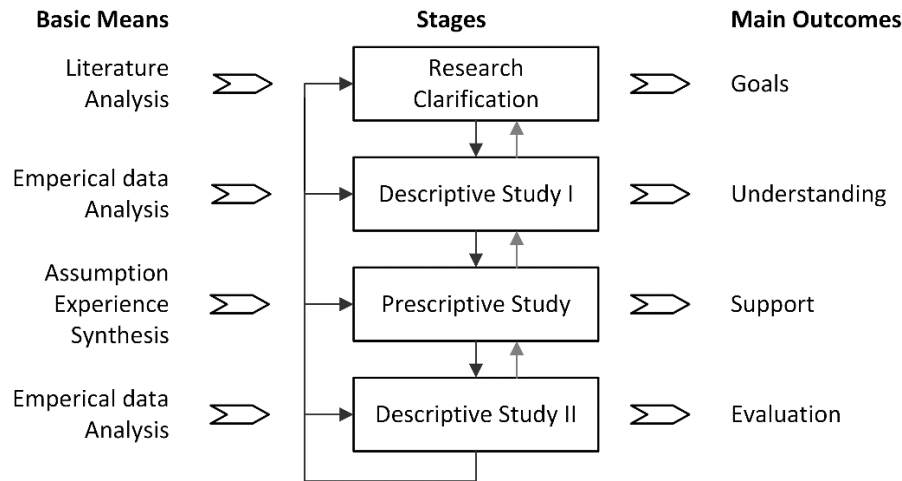 Basic Means
Stages
Main Outcomes
Literature
Analysis
Research
Clarification
Goals
Emperical data
Analysis
Descriptive Study I
Understanding
Assumption
Experience
Synthesis
Prescriptive Study
Support
Emperical data
Analysis
Descriptive Study II
Evaluation